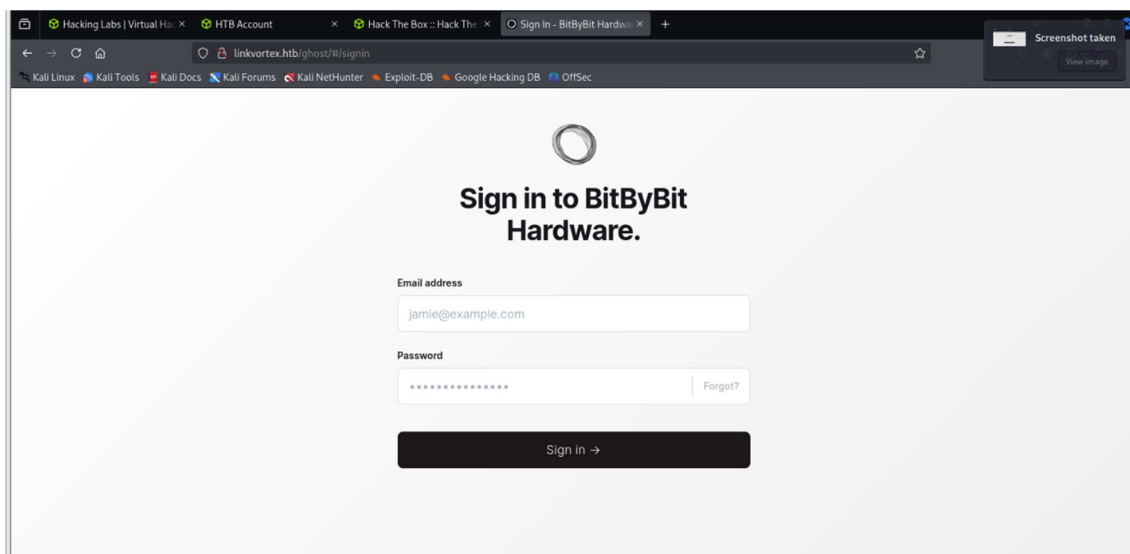 Hacking Labs | Virtual Hac
HTB Account
Hack The Box :: Hack The
Sign In - BitByBit Hardwar
Screenshot taken
View image
linkvortex.htb/ghost/#/signin
Kali Linux Kali Tools Kali Docs Kali Forums Kali NetHunter Exploit-DB Google Hacking DB OffSec
Sign in to BitByBit
Hardware.
Email address
jamie@example.com
Password
•••••••••••••••
Forgot?
Sign in →